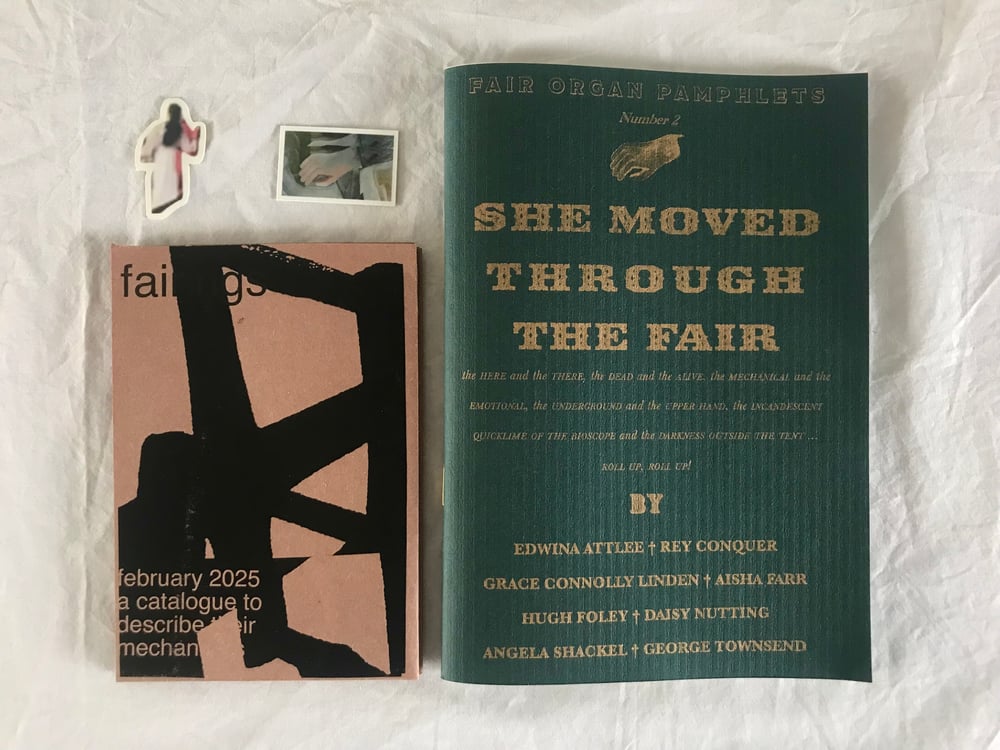 fairings
february 2025
a catalogue to
describe their
mechan
FAIR ORGAN PAMPHLETS
Number 2
SHE MOVED
THROUGH
THE FAIR
the HERE and the THERE, the DEAD and the ALIVE, the MECHANICAL and the
EMOTIONAL, the UNDERGROUND and the UPPER HAND, the INCANDESCENT
QUICKLIME OF THE BIOSCOPE and the DARKNESS OUTSIDE THE TENT...
ROLL UP, ROLL UP!
BY
EDWINA ATTLEE † REY CONQUER
GRACE CONNOLLY LINDEN † AISHA FARR
HUGH FOLEY † DAISY NUTTING
ANGELA SHACKEL † GEORGE TOWNSEND